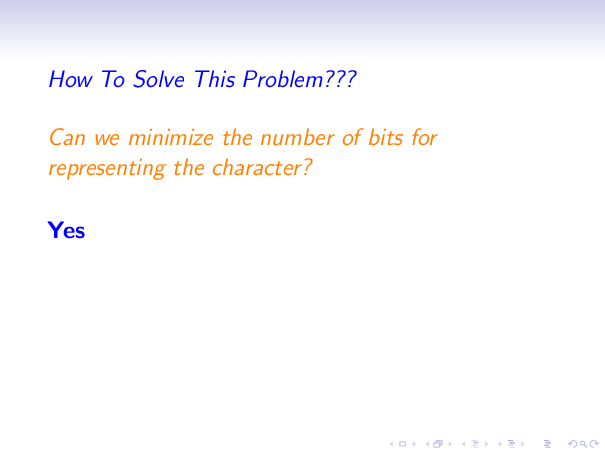 How To Solve This Problem???
Can we minimize the number of bits for
representing the character?
Yes